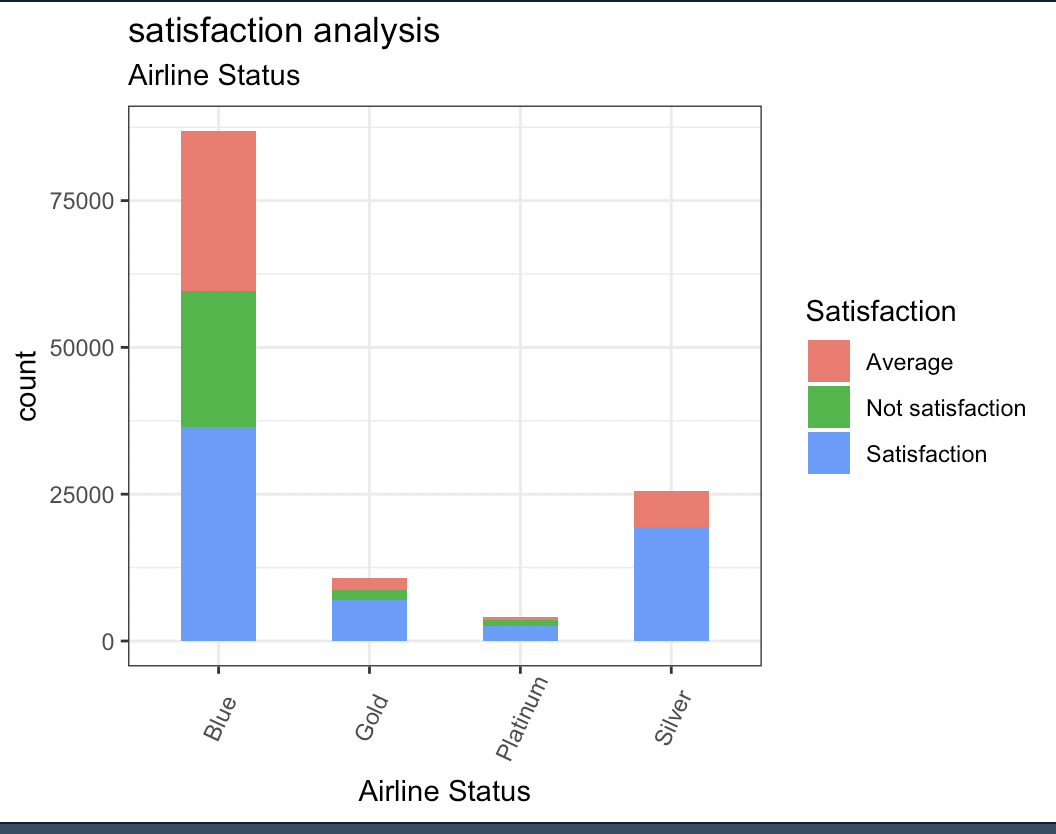 satisfaction analysis
Airline Status
count
75000
50000
25000
0
Blue
Gold
Platinum
Silver
Airline Status
Satisfaction
Average
Not satisfaction
Satisfaction